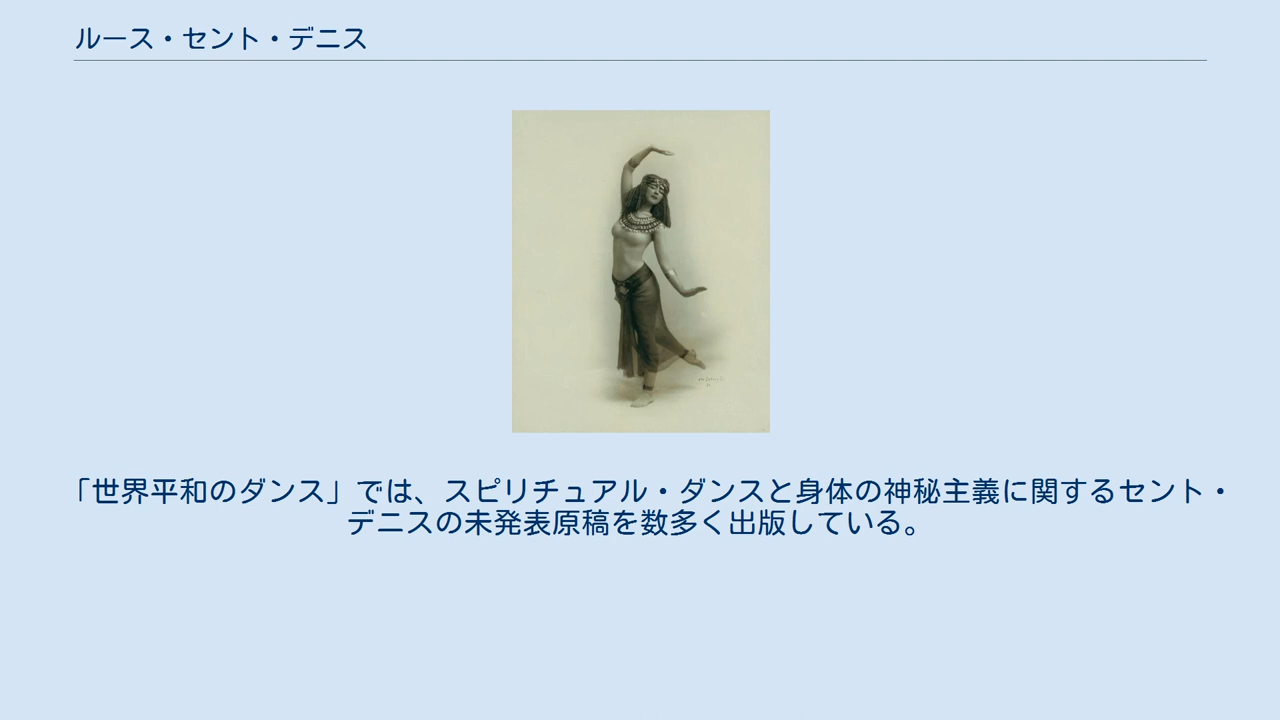 ルース・セント・デニス
「世界平和のダンス」では、スピリチュアル・ダンスと身体の神秘主義に関するセント・
デニスの未発表原稿を数多く出版している。